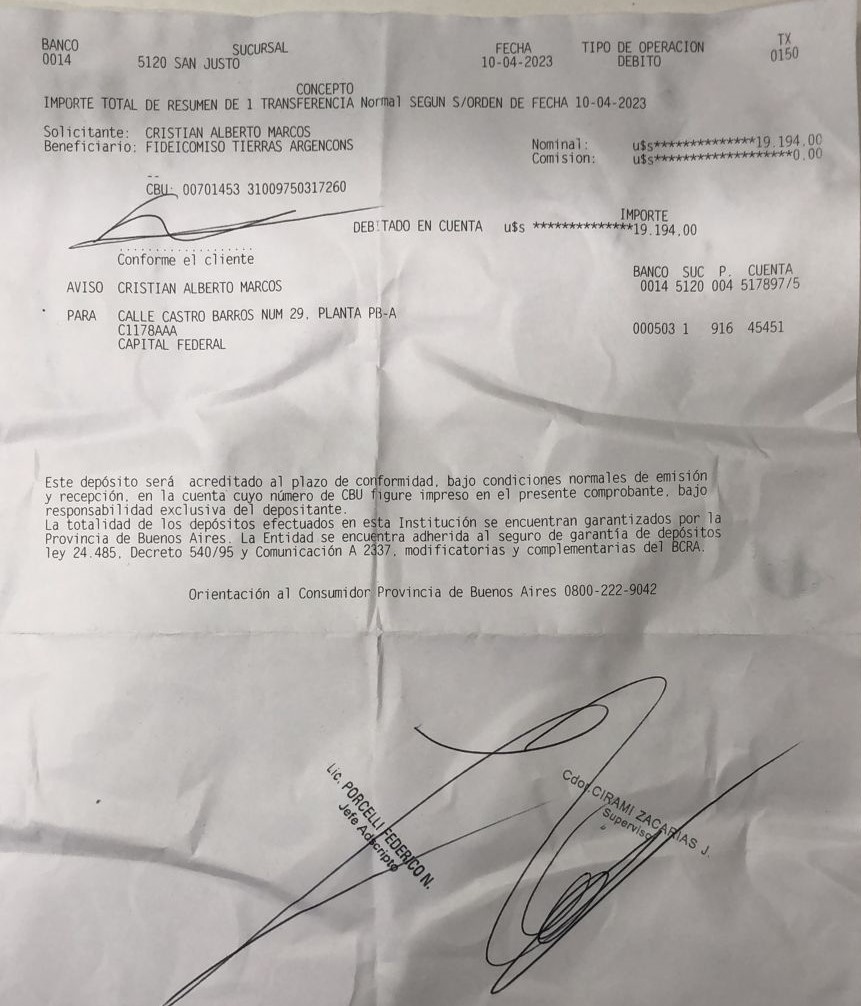 BANCO SUCURSAL FECHA TIPO DE OPERACION TX
0014 5120 SAN JUSTO 10-04-2023 DEBITO 0150
CONCEPTO
IMPORTE TOTAL DE RESUMEN DE 1 TRANSFERENCIA Normal SEGUN S/ORDEN DE FECHA 10-04-2023
Solicitante: CRISTIAN ALBERTO MARCOS Nominal: u$s**************19.194,00
Beneficiario: FIDEICOMISO TIERRAS ARGENCONS Comision: u$s*******************0,00
--
CBU: 00701453 31009750317260
IMPORTE
DEBITADO EN CUENTA u$s **************19.194,00
...................
Conforme el cliente
BANCO SUC P. CUENTA
AVISO CRISTIAN ALBERTO MARCOS 0014 5120 004 517897/5
PARA CALLE CASTRO BARROS NUM 29, PLANTA PB-A
C1178AAA 000503 1 916 45451
CAPITAL FEDERAL
Este depósito será acreditado al plazo de conformidad, bajo condiciones normales de emisión
y recepción, en la cuenta cuyo número de CBU figure impreso en el presente comprobante, bajo
responsabilidad exclusiva del depositante.
La totalidad de los depósitos efectuados en esta Institución se encuentran garantizados por la
Provincia de Buenos Aires. La Entidad se encuentra adherida al seguro de garantía de depósitos
ley 24.485, Decreto 540/95 y Comunicación A 2337, modificatorias y complementarias del BCRA.
Orientación al Consumidor Provincia de Buenos Aires 0800-222-9042
Lic. PORCELLI FEDERICO N.
Jefe Adscripto
Cdor. CIRAMI ZACARIAS J.
Supervisor